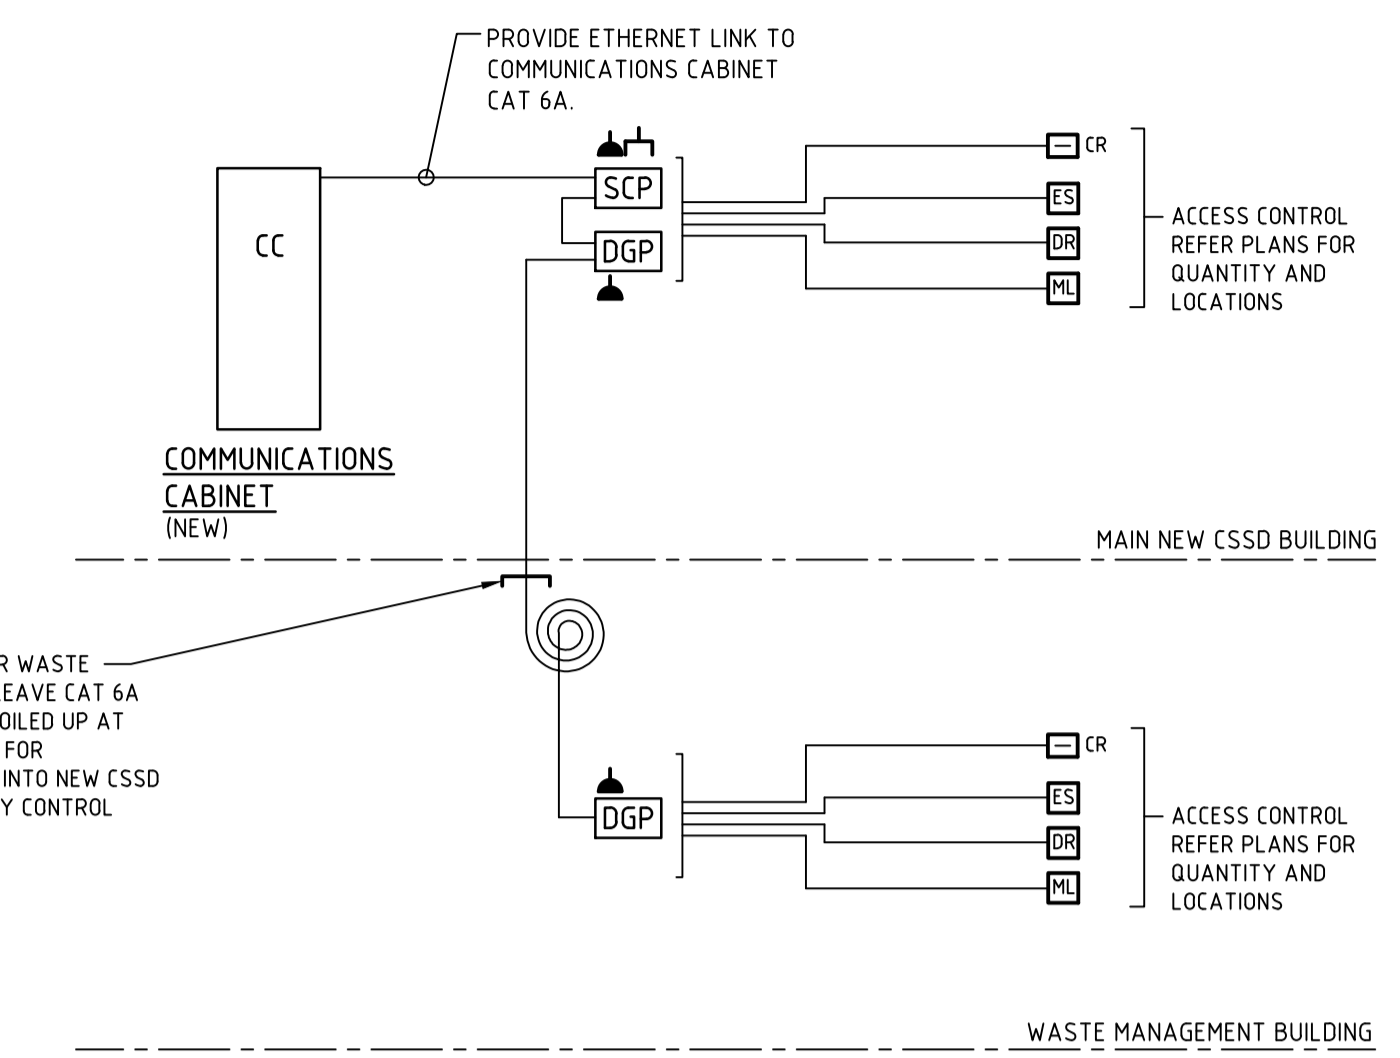 PROVIDE ETHERNET LINK TO
COMMUNICATIONS CABINET
CAT 6A.
CC
SCP
DGP
CR
ES
DR
ML
ACCESS CONTROL
REFER PLANS FOR
QUANTITY AND
LOCATIONS
COMMUNICATIONS
CABINET
(NEW)
MAIN NEW CSSD BUILDING
R WASTE
LEAVE CAT 6A
OILED UP AT
FOR
INTO NEW CSSD
Y CONTROL
DGP
CR
ES
DR
ML
ACCESS CONTROL
REFER PLANS FOR
QUANTITY AND
LOCATIONS
WASTE MANAGEMENT BUILDING